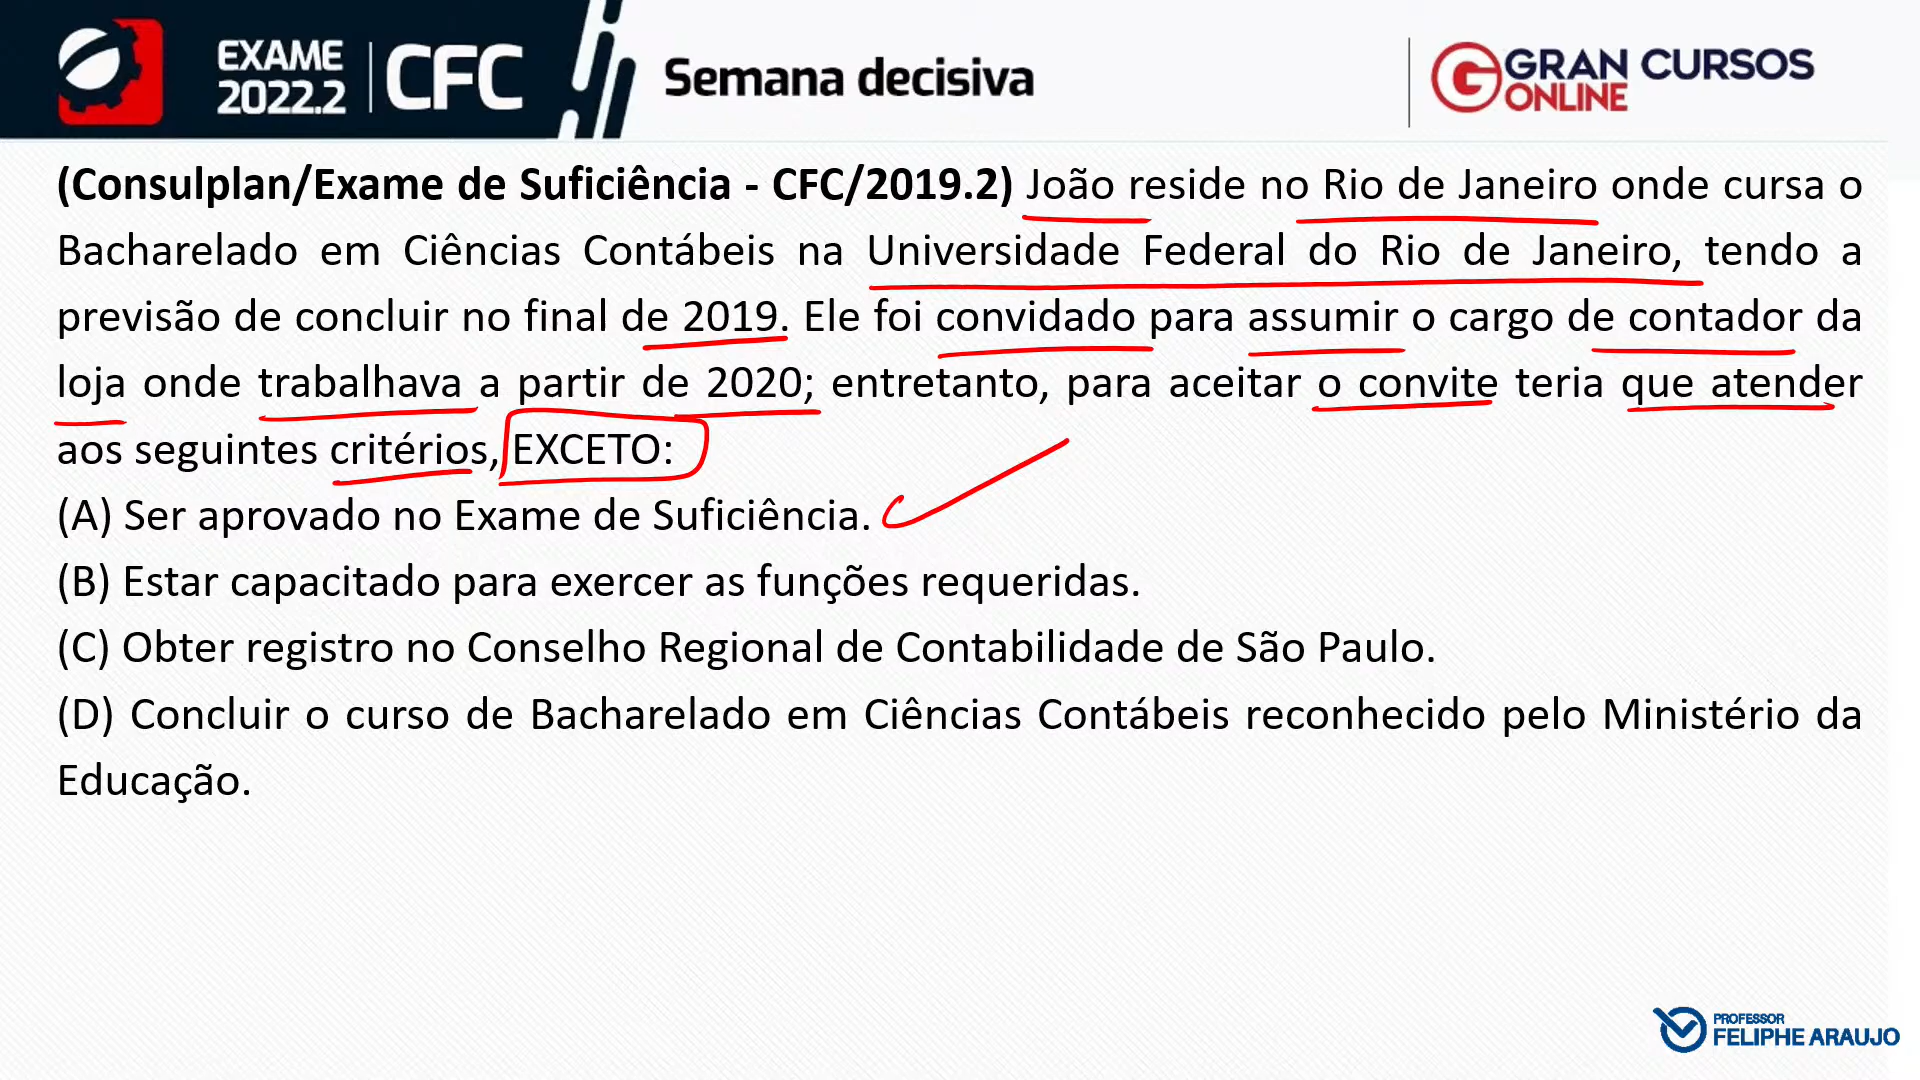 EXAME
2022.2
CFC
Semana decisiva
GRAN CURSOS
ONLINE
(Consulplan/Exame de Suficiência - CFC/2019.2) João reside no Rio de Janeiro onde cursa o
Bacharelado em Ciências Contábeis na Universidade Federal do Rio de Janeiro, tendo a
previsão de concluir no final de 2019. Ele foi convidado para assumir o cargo de contador da
loja onde trabalhava a partir de 2020; entretanto, para aceitar o convite teria que atender
aos seguintes critérios, EXCETO:
(A) Ser aprovado no Exame de Suficiência.
(B) Estar capacitado para exercer as funções requeridas.
(C) Obter registro no Conselho Regional de Contabilidade de São Paulo.
(D) Concluir o curso de Bacharelado em Ciências Contábeis reconhecido pelo Ministério da
Educação.
PROFESSOR
FELIPHE ARAUJO